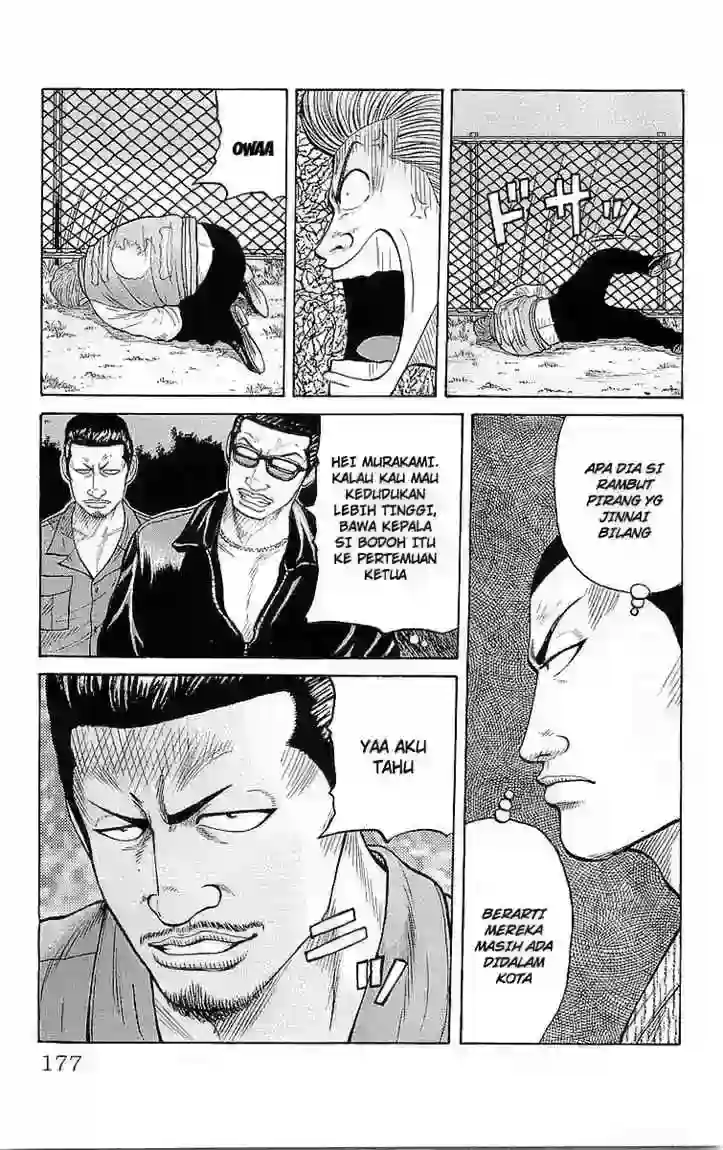 ドサッ
OWAA
APA DIA SI
RAMBUT
PIRANG YG
JINNAI
BILANG
HEI MURAKAMI.
KALAU KAU MAU
KEDUDUKAN
LEBIH TINGGI,
BAWA KEPALA
SI BODOH ITU
KE PERTEMUAN
KETUA
BERARTI
MEREKA
MASIH ADA
DIDALAM
KOTA
YAA AKU
TAHU
177